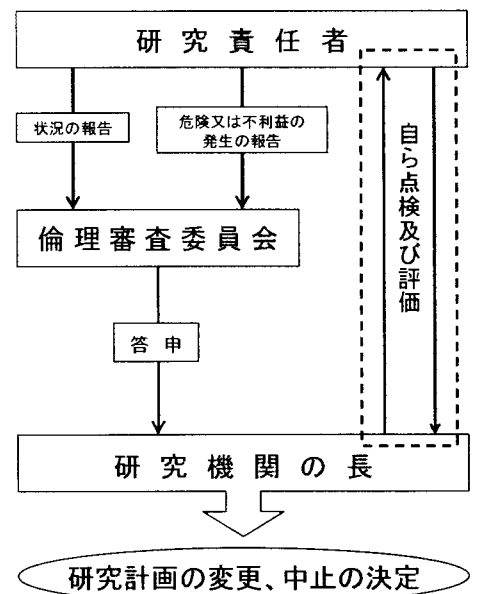 研究責任者
状況の報告
危険又は不利益の
発生の報告
自ら点検及び評価
倫理審査委員会
答申
研究機関の長
研究計画の変更、中止の決定